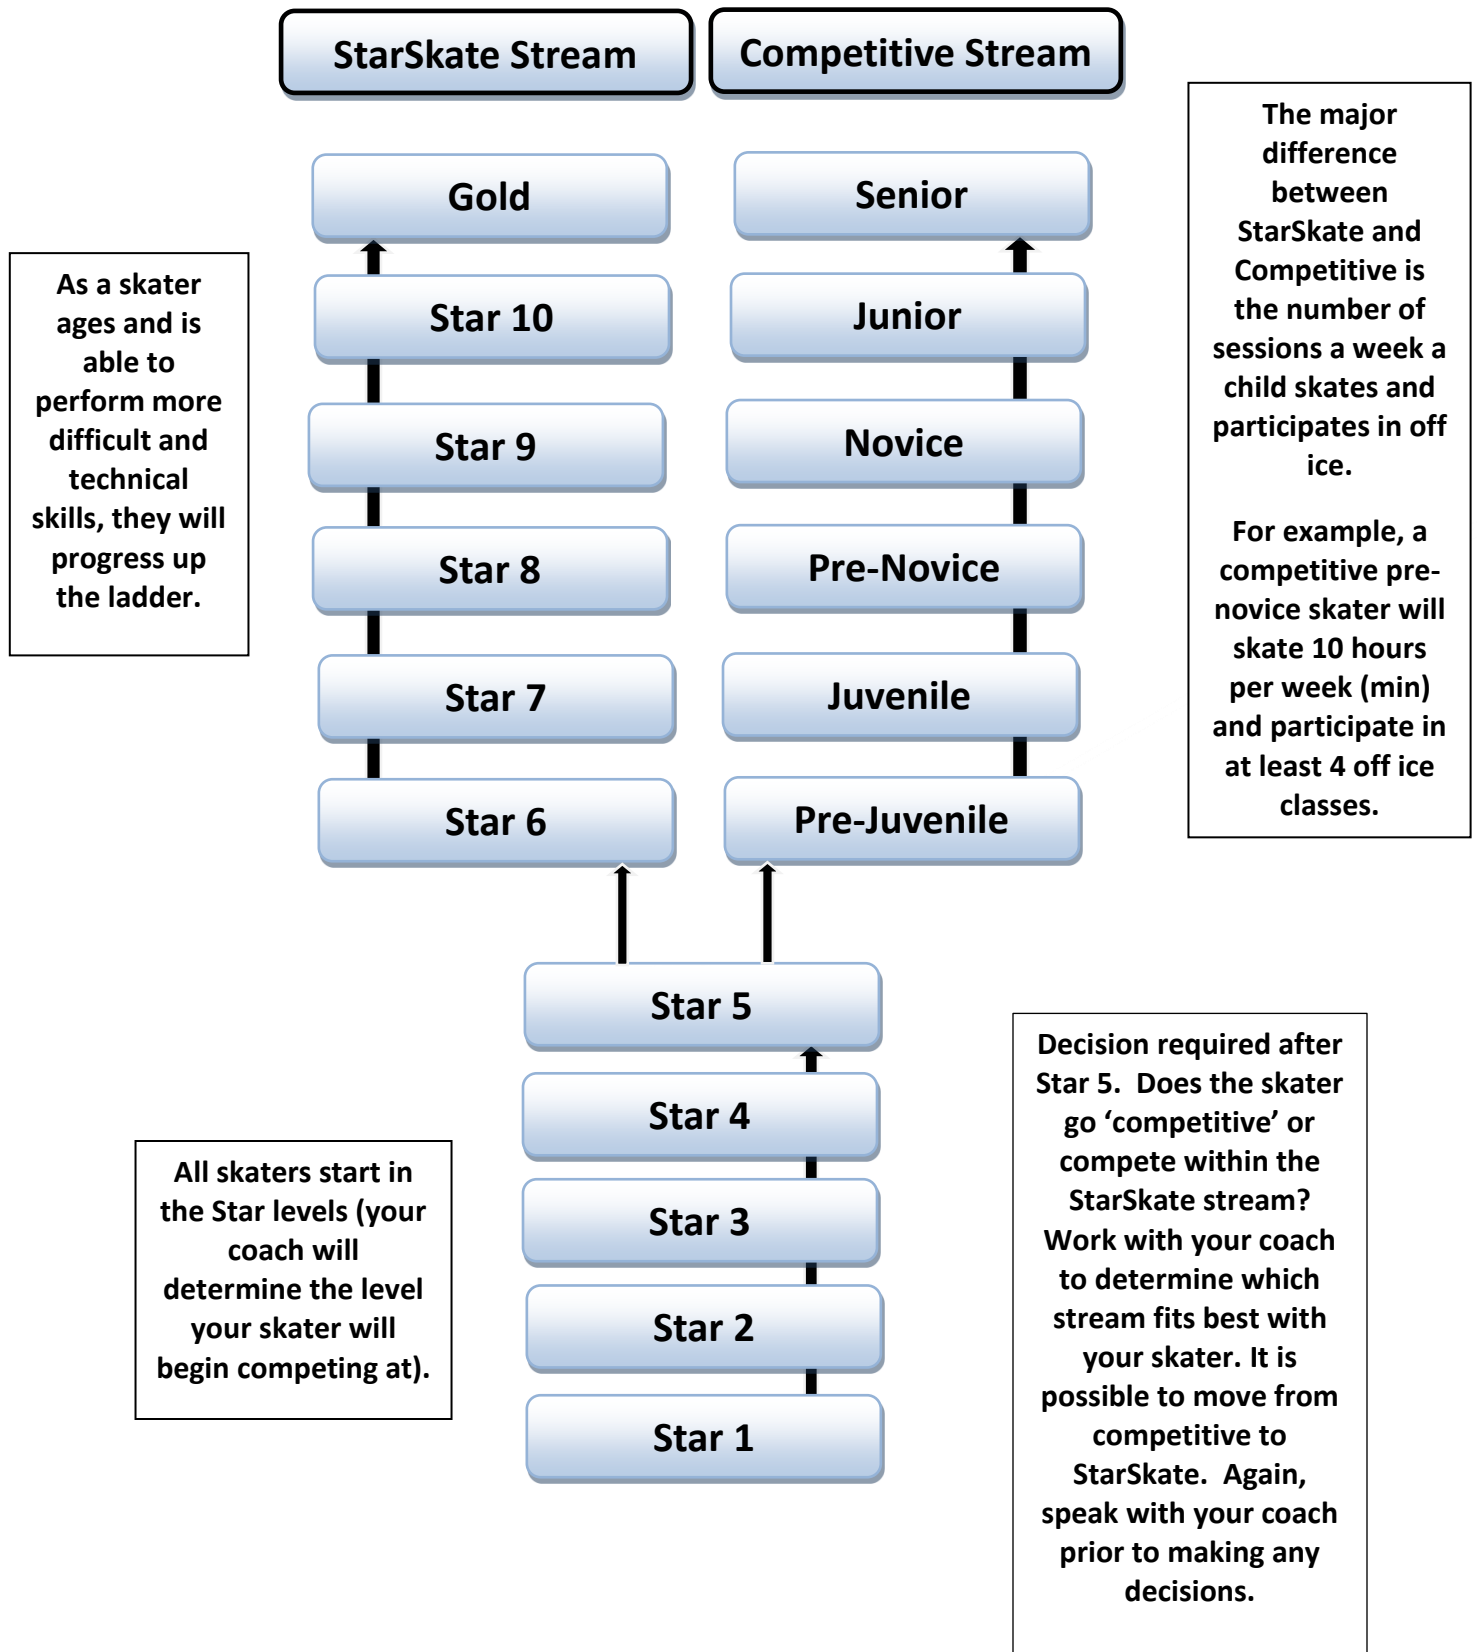 StarSkate Stream
Competitive Stream
Gold
Senior
Star 10
Junior
Star 9
Novice
Star 8
Pre-Novice
Star 7
Juvenile
Star 6
Pre-Juvenile
Star 5
Star 4
Star 3
Star 2
Star 1
As a skater
ages and is
able to
perform more
difficult and
technical
skills, they will
progress up
the ladder.
The major
difference
between
StarSkate and
Competitive is
the number of
sessions a week a
child skates and
participates in off
ice.
For example, a
competitive pre-
novice skater will
skate 10 hours
per week (min)
and participate in
at least 4 off ice
classes.
All skaters start in
the Star levels (your
coach will
determine the level
your skater will
begin competing at).
Decision required after
Star 5.  Does the skater
go ‘competitive’ or
compete within the
StarSkate stream?
Work with your coach
to determine which
stream fits best with
your skater. It is
possible to move from
competitive to
StarSkate.  Again,
speak with your coach
prior to making any
decisions.